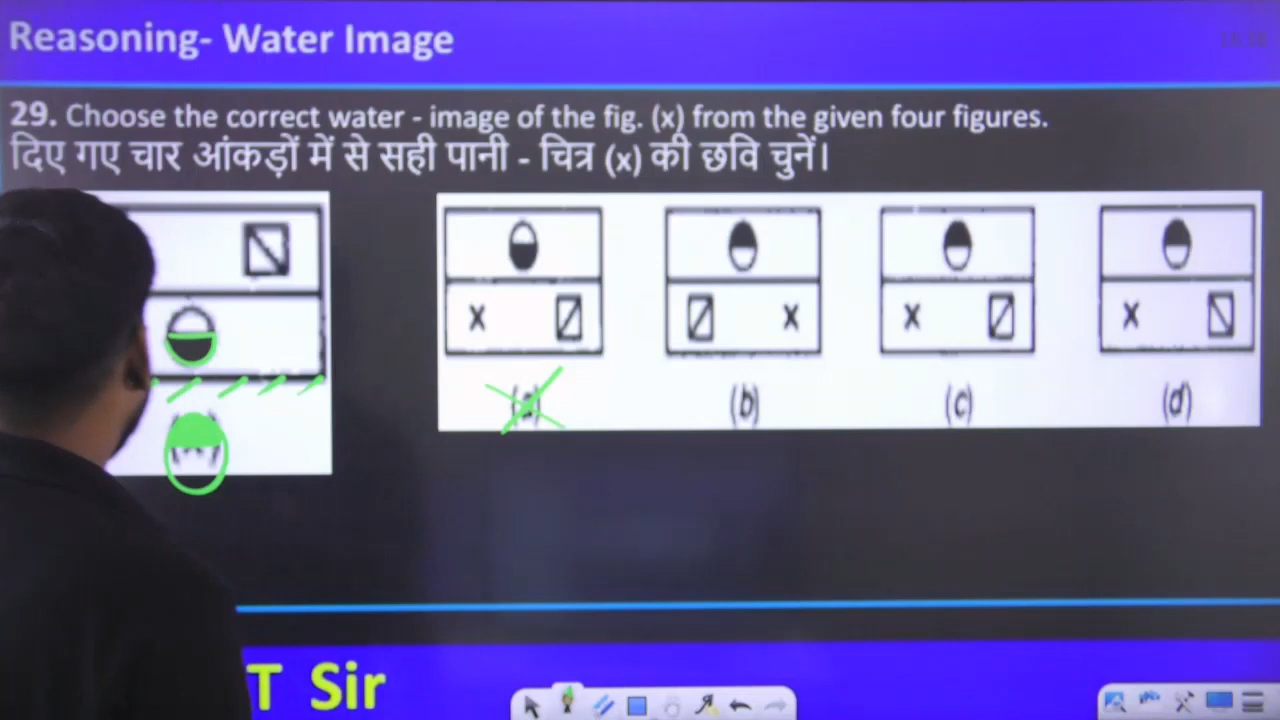 Reasoning- Water Image
29. Choose the correct water - image of the fig. (x) from the given four figures.
दिए गए चार आंकड़ों में से सही पानी - चित्र (x) की छवि चुनें।
x
x
x
x
(a)
(b)
(c)
(d)
T Sir